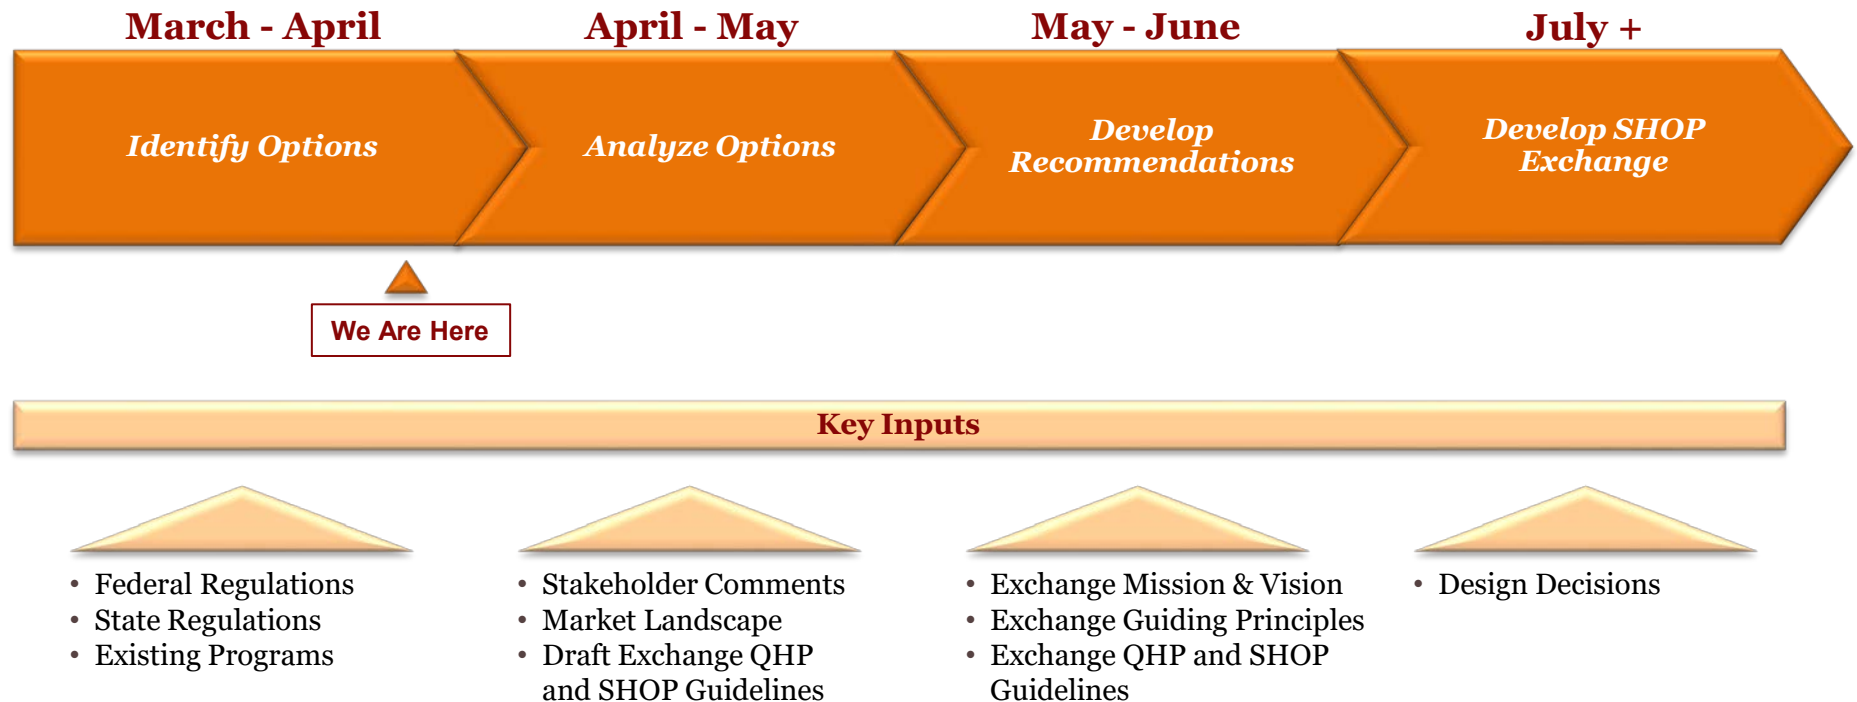 March - April
April - May
May - June
July +
Identify Options
Analyze Options
Develop
Recommendations
Develop SHOP
Exchange
We Are Here
Key Inputs
• Federal Regulations
• State Regulations
• Existing Programs
• Stakeholder Comments
• Market Landscape
• Draft Exchange QHP
and SHOP Guidelines
• Exchange Mission & Vision
• Exchange Guiding Principles
• Exchange QHP and SHOP
Guidelines
• Design Decisions